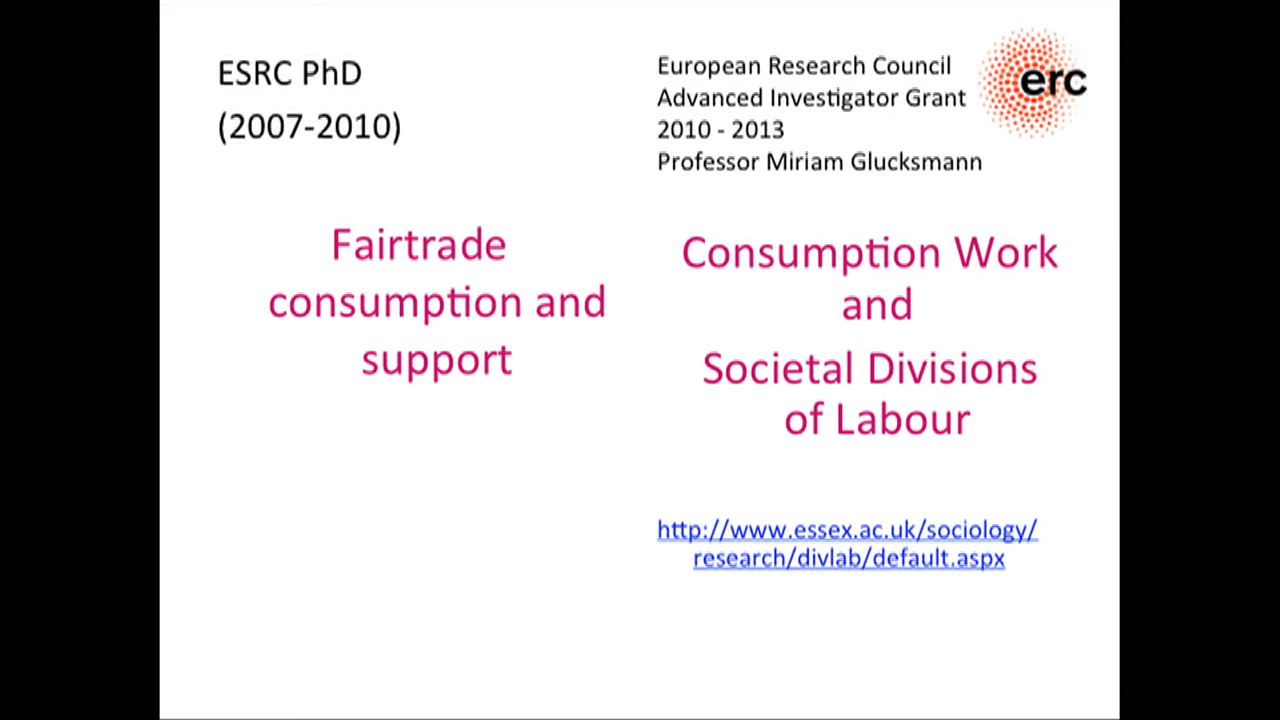 ESRC PhD
(2007-2010)
Fairtrade
consumption and
support
European Research Council
Advanced Investigator Grant
2010 - 2013
Professor Miriam Glucksmann
erc
Consumption Work
and
Societal Divisions
of Labour
http://www.essex.ac.uk/sociology/
research/divlab/default.aspx